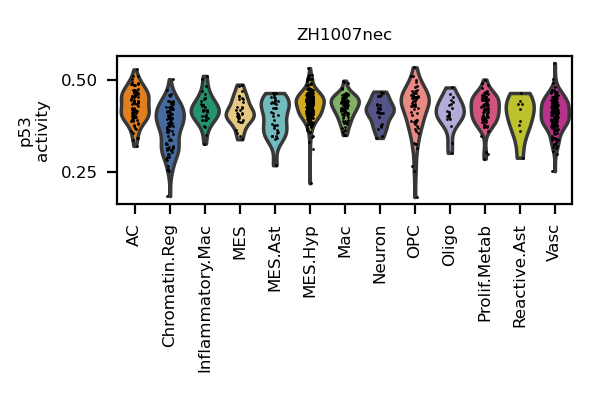 ZH1007nec
0.50
0.25
p53
activity
AC
Chromatin.Reg
Inflammatory.Mac
MES
MES.Ast
MES.Hyp
Mac
Neuron
OPC
Oligo
Prolif.Metab
Reactive.Ast
Vasc